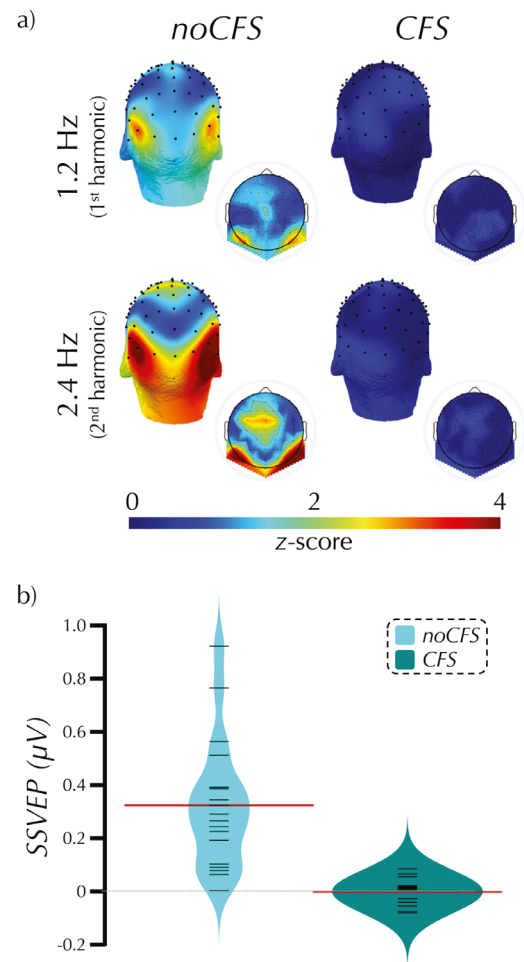 a)
noCFS
CFS
1.2 Hz
(1st harmonic)
2.4 Hz
(2nd harmonic)
0
2
4
z-score
b)
1.0
0.8
0.6
0.4
0.2
0
-0.2
SSVEP (µV)
noCFS
CFS